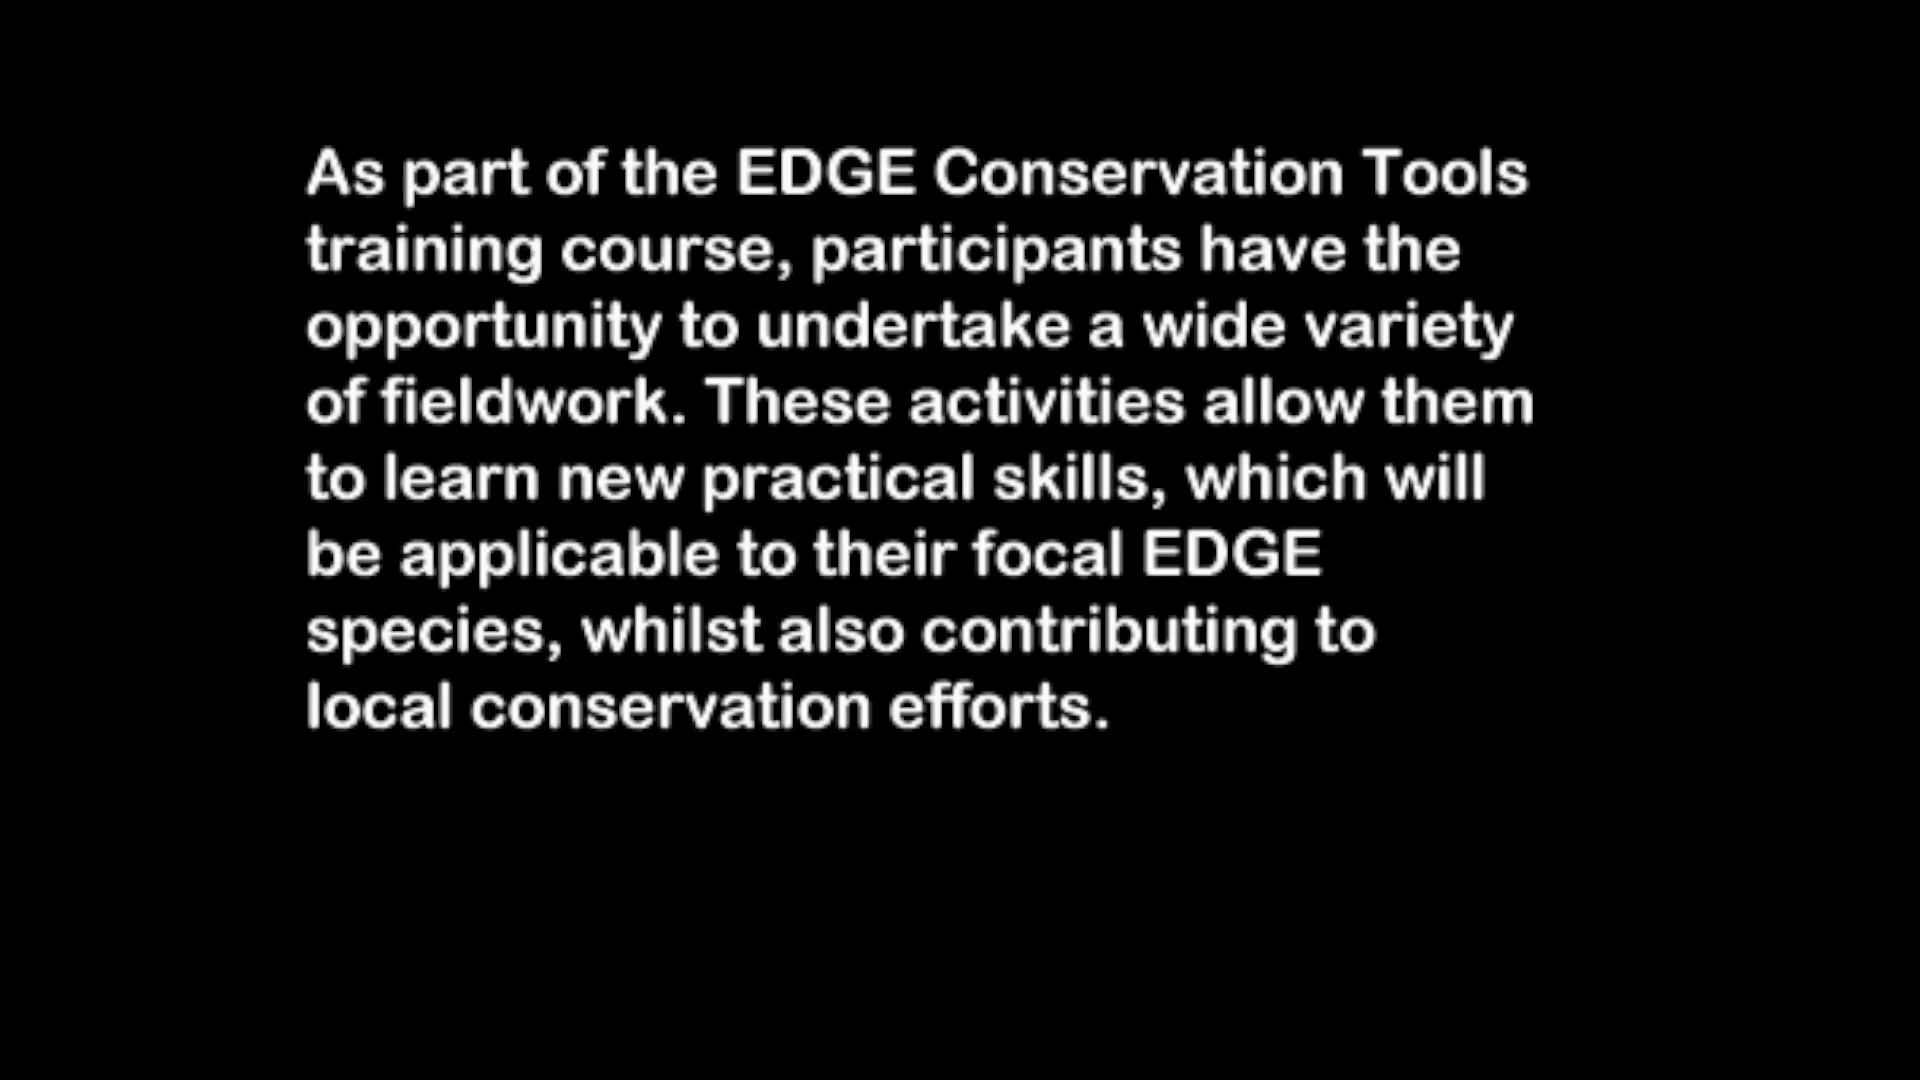 As part of the EDGE Conservation Tools
training course, participants have the
opportunity to undertake a wide variety
of fieldwork. These activities allow them
to learn new practical skills, which will
be applicable to their focal EDGE
species, whilst also contributing to
local conservation efforts.